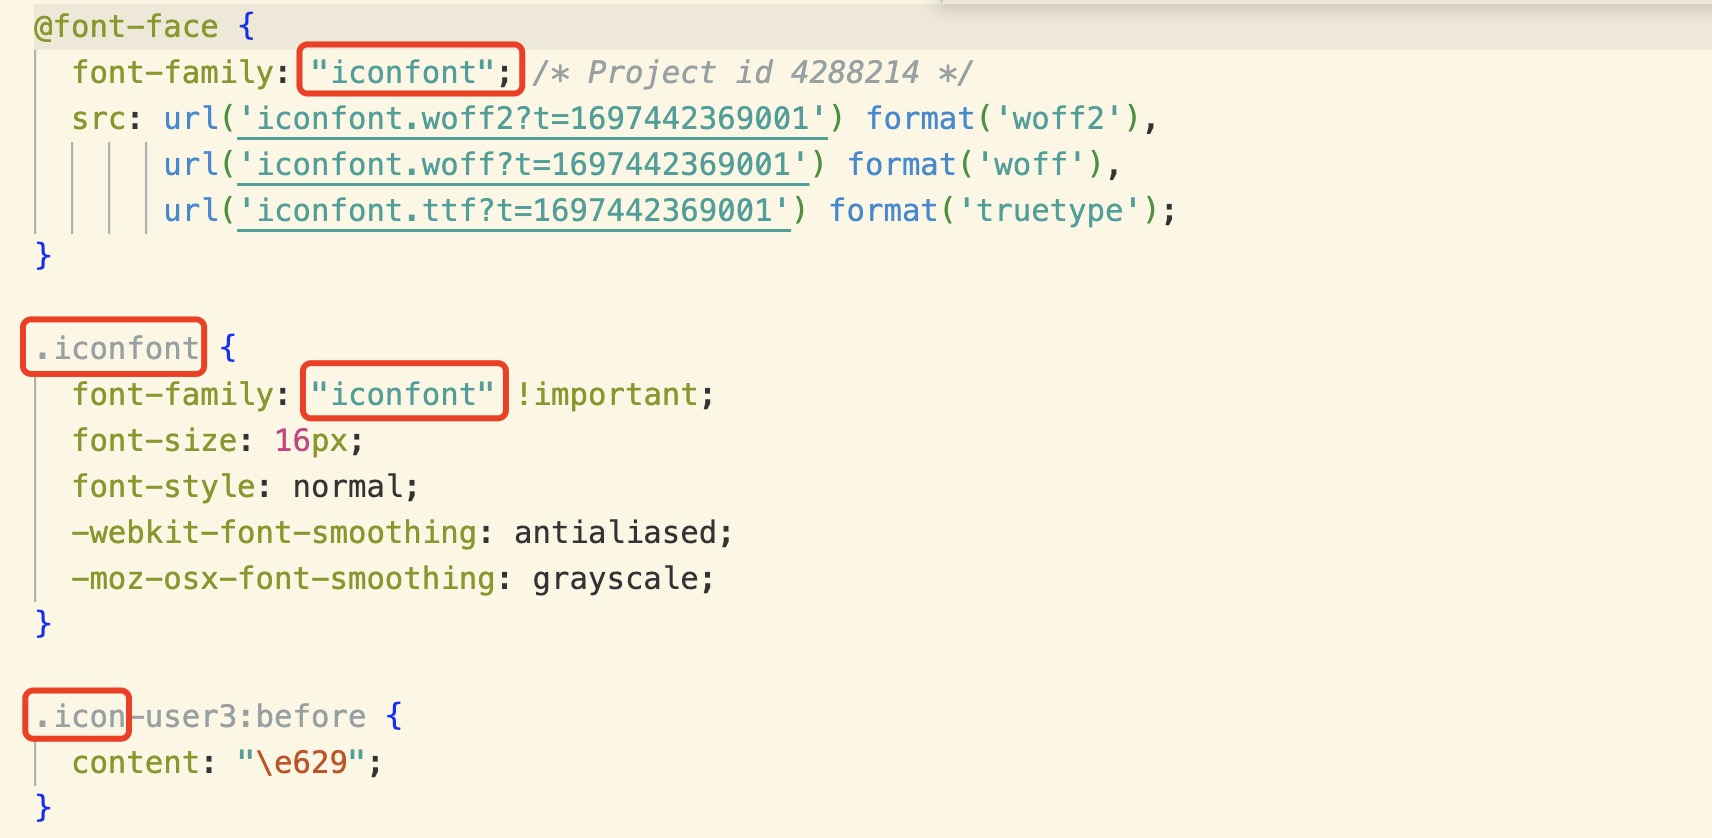 @font-face {
font-family: "iconfont"; /* Project id 4288214 */
src: url('iconfont.woff2?t=1697442369001') format('woff2'),
url('iconfont.woff?t=1697442369001') format('woff'),
url('iconfont.ttf?t=1697442369001') format('truetype');
}
.iconfont {
font-family: "iconfont" !important;
font-size: 16px;
font-style: normal;
-webkit-font-smoothing: antialiased;
-moz-osx-font-smoothing: grayscale;
}
.icon-user3:before {
content: "\e629";
}